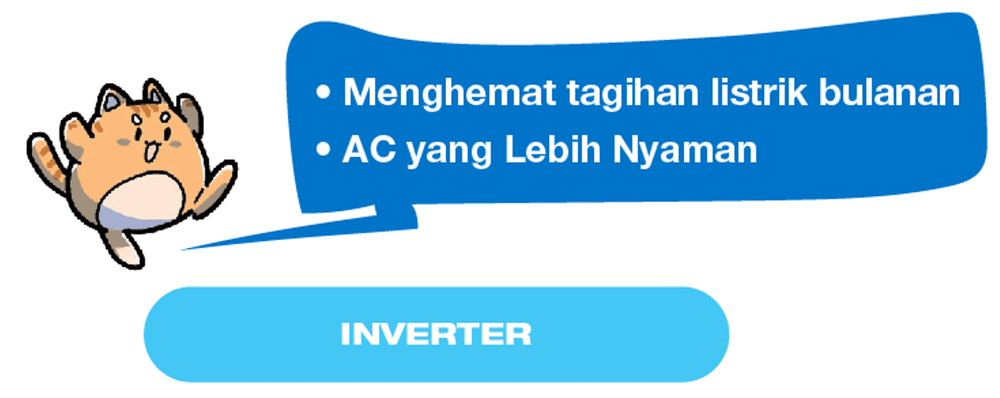 • Menghemat tagihan listrik bulanan
• AC yang Lebih Nyaman
INVERTER